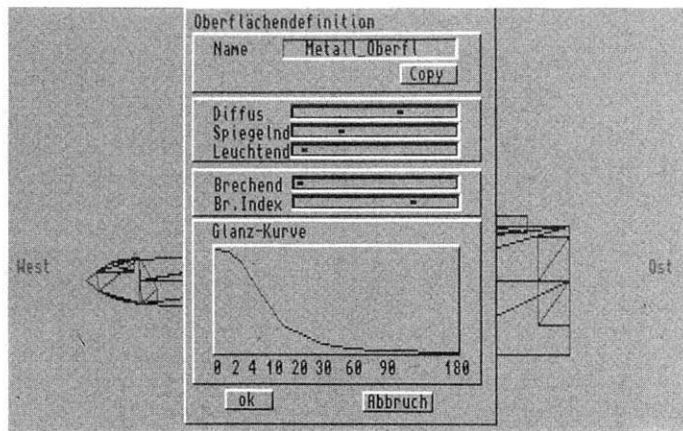 Oberflächendefinition
Name Metall_Oberfl
Copy
Diffus
Spiegelnd
Leuchtend
Brechend
Br.Index
Glanz-Kurve
West
Ost
0 2 4 10 20 30 60 90 180
ok Abbruch